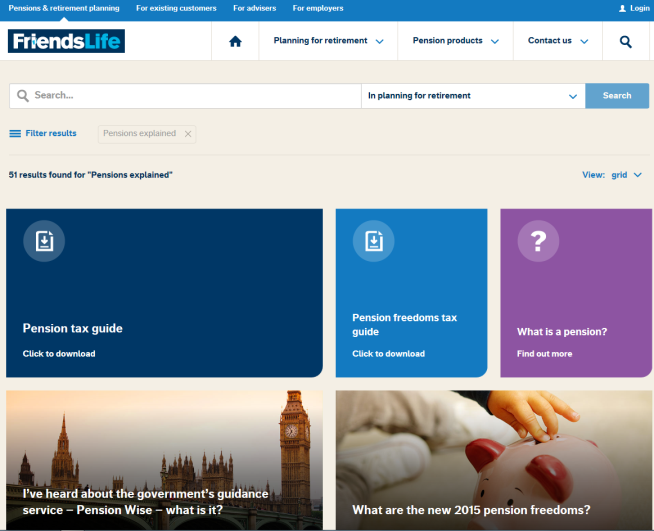 Pensions & retirement planning For existing customers For advisers For employers Login
FriendsLife Planning for retirement Pension products Contact us
Search... In planning for retirement Search
Filter results Pensions explained
51 results found for "Pensions explained" View: grid
Pension tax guide
Click to download
Pension freedoms tax
guide
Click to download
What is a pension?
Find out more
I've heard about the government's guidance
service – Pension Wise – what is it?
What are the new 2015 pension freedoms?